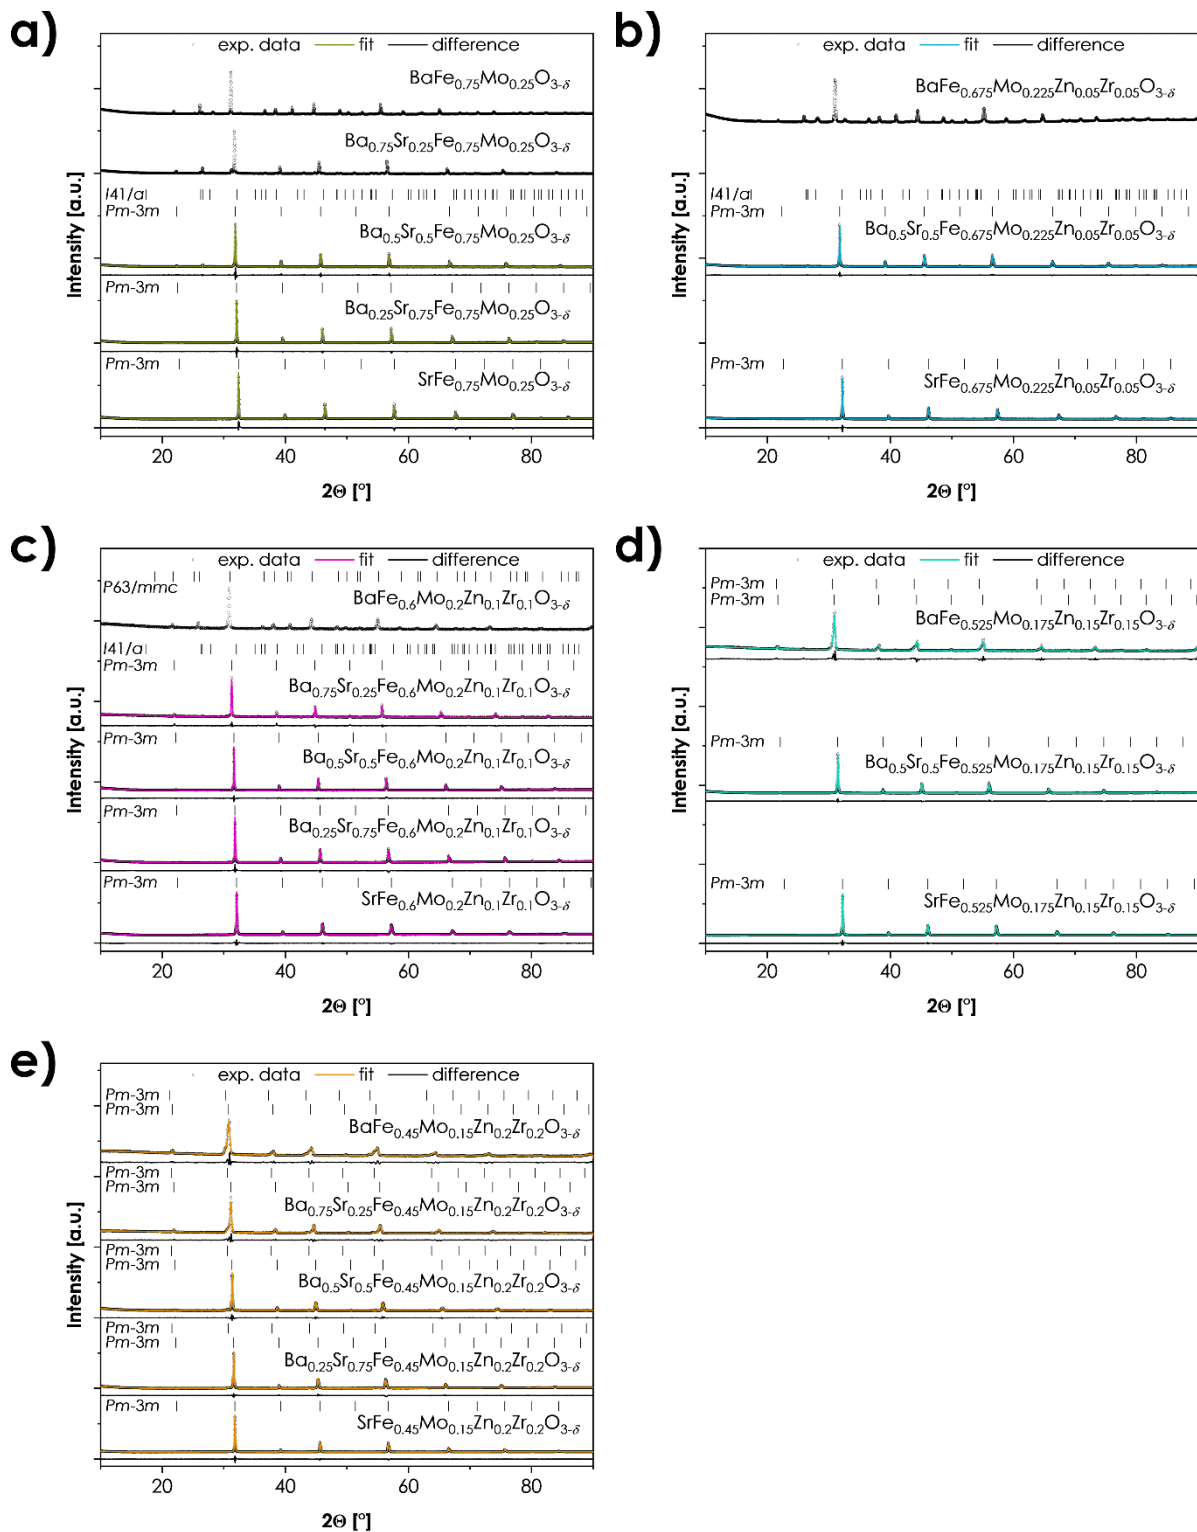 a)
exp. data fit difference
BaFe0.75Mo0.25O3-δ
Ba0.75Sr0.25Fe0.75Mo0.25O3-δ
I41/a
Pm-3m
Ba0.5Sr0.5Fe0.75Mo0.25O3-δ
Pm-3m
Ba0.25Sr0.75Fe0.75Mo0.25O3-δ
Pm-3m
SrFe0.75Mo0.25O3-δ
Intensity [a.u.]
20 40 60 80
2Θ [°]
b)
exp. data fit difference
BaFe0.675Mo0.225Zn0.05Zr0.05O3-δ
I41/a
Pm-3m
Ba0.5Sr0.5Fe0.675Mo0.225Zn0.05Zr0.05O3-δ
Pm-3m
SrFe0.675Mo0.225Zn0.05Zr0.05O3-δ
Intensity [a.u.]
20 40 60 80
2Θ [°]
c)
exp. data fit difference
P63/mmc
BaFe0.6Mo0.2Zn0.1Zr0.1O3-δ
I41/a
Pm-3m
Ba0.75Sr0.25Fe0.6Mo0.2Zn0.1Zr0.1O3-δ
Pm-3m
Ba0.5Sr0.5Fe0.6Mo0.2Zn0.1Zr0.1O3-δ
Pm-3m
Ba0.25Sr0.75Fe0.6Mo0.2Zn0.1Zr0.1O3-δ
Pm-3m
SrFe0.6Mo0.2Zn0.1Zr0.1O3-δ
Intensity [a.u.]
20 40 60 80
2Θ [°]
d)
exp. data fit difference
Pm-3m
Pm-3m
BaFe0.525Mo0.175Zn0.15Zr0.15O3-δ
Pm-3m
Ba0.5Sr0.5Fe0.525Mo0.175Zn0.15Zr0.15O3-δ
Pm-3m
SrFe0.525Mo0.175Zn0.15Zr0.15O3-δ
Intensity [a.u.]
20 40 60 80
2Θ [°]
e)
exp. data fit difference
Pm-3m
Pm-3m
BaFe0.45Mo0.15Zn0.2Zr0.2O3-δ
Pm-3m
Pm-3m
Ba0.75Sr0.25Fe0.45Mo0.15Zn0.2Zr0.2O3-δ
Pm-3m
Pm-3m
Ba0.5Sr0.5Fe0.45Mo0.15Zn0.2Zr0.2O3-δ
Pm-3m
Pm-3m
Ba0.25Sr0.75Fe0.45Mo0.15Zn0.2Zr0.2O3-δ
Pm-3m
SrFe0.45Mo0.15Zn0.2Zr0.2O3-δ
Intensity [a.u.]
20 40 60 80
2Θ [°]